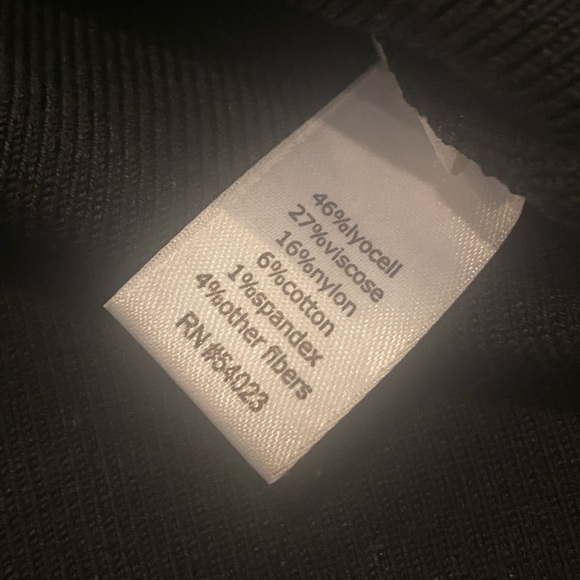 46%lyocell
27%viscose
16%nylon
6%cotton
1%spandex
4%other fibers
RN #54023